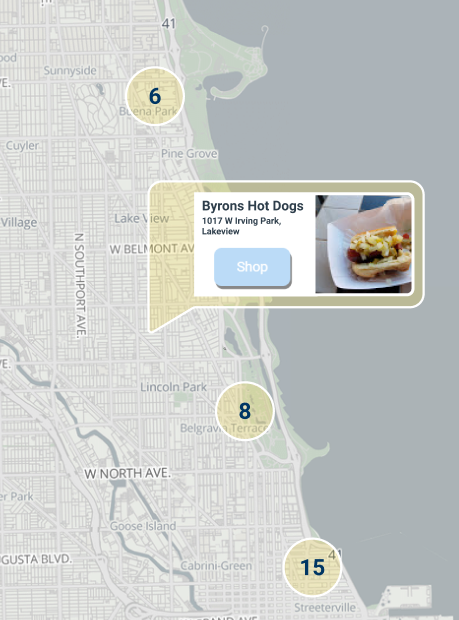 41
Sunnyside
VE.
6
Buena Park
Cuyler
Pine Grove
Village
Lake View
Byrons Hot Dogs
1017 W Irving Park,
Lakeview
Shop
W BELMONT AV
N SOUTHPORT AVE.
VE.
Lincoln Park
8
Belgravia Terrace
W NORTH AVE.
er Park
Goose Island
GUSTA BLVD.
Cabrini-Green
41
15
Streeterville
AND AVE